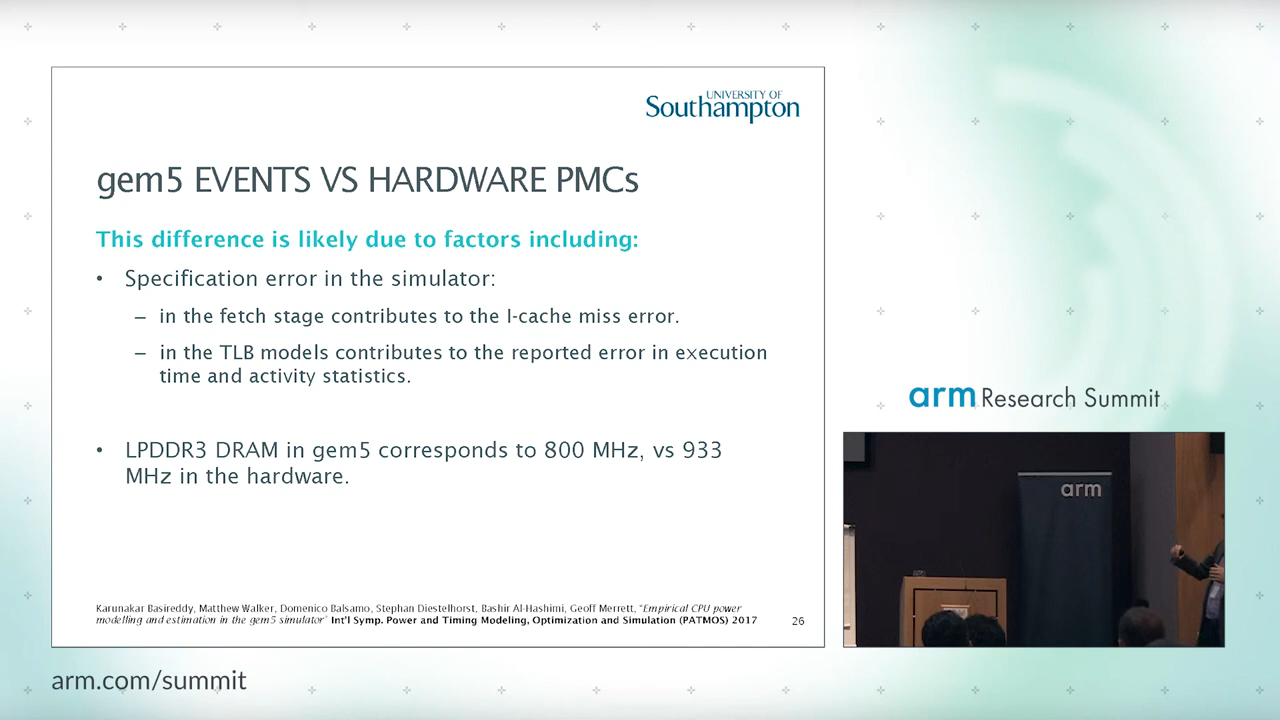 UNIVERSITY OF
Southampton
gem5 EVENTS VS HARDWARE PMCs
This difference is likely due to factors including:
• Specification error in the simulator:
– in the fetch stage contributes to the I-cache miss error.
– in the TLB models contributes to the reported error in execution
time and activity statistics.
• LPDDR3 DRAM in gem5 corresponds to 800 MHz, vs 933
MHz in the hardware.
Karunakar Basireddy, Matthew Walker, Domenico Balsamo, Stephan Diestelhorst, Bashir Al-Hashimi, Geoff Merrett, "Empirical CPU power
modelling and estimation in the gem5 simulator" Int'l Symp. Power and Timing Modeling, Optimization and Simulation (PATMOS) 2017
26
arm Research Summit
arm
arm.com/summit